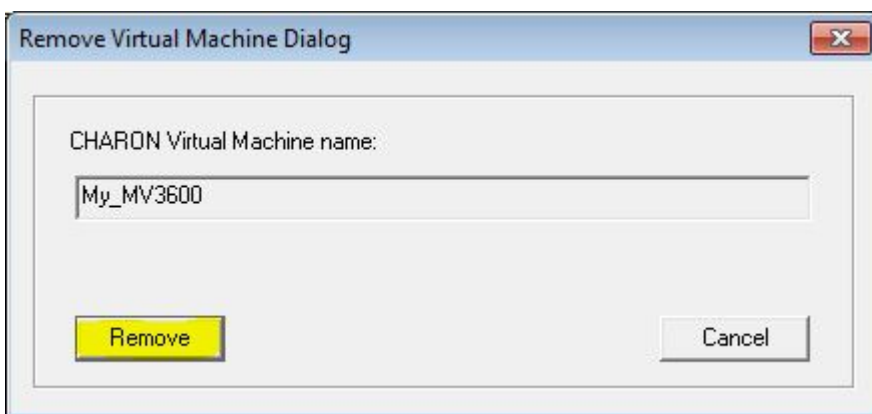 Remove Virtual Machine Dialog
CHARON Virtual Machine name:
My_MV3600
Remove
Cancel